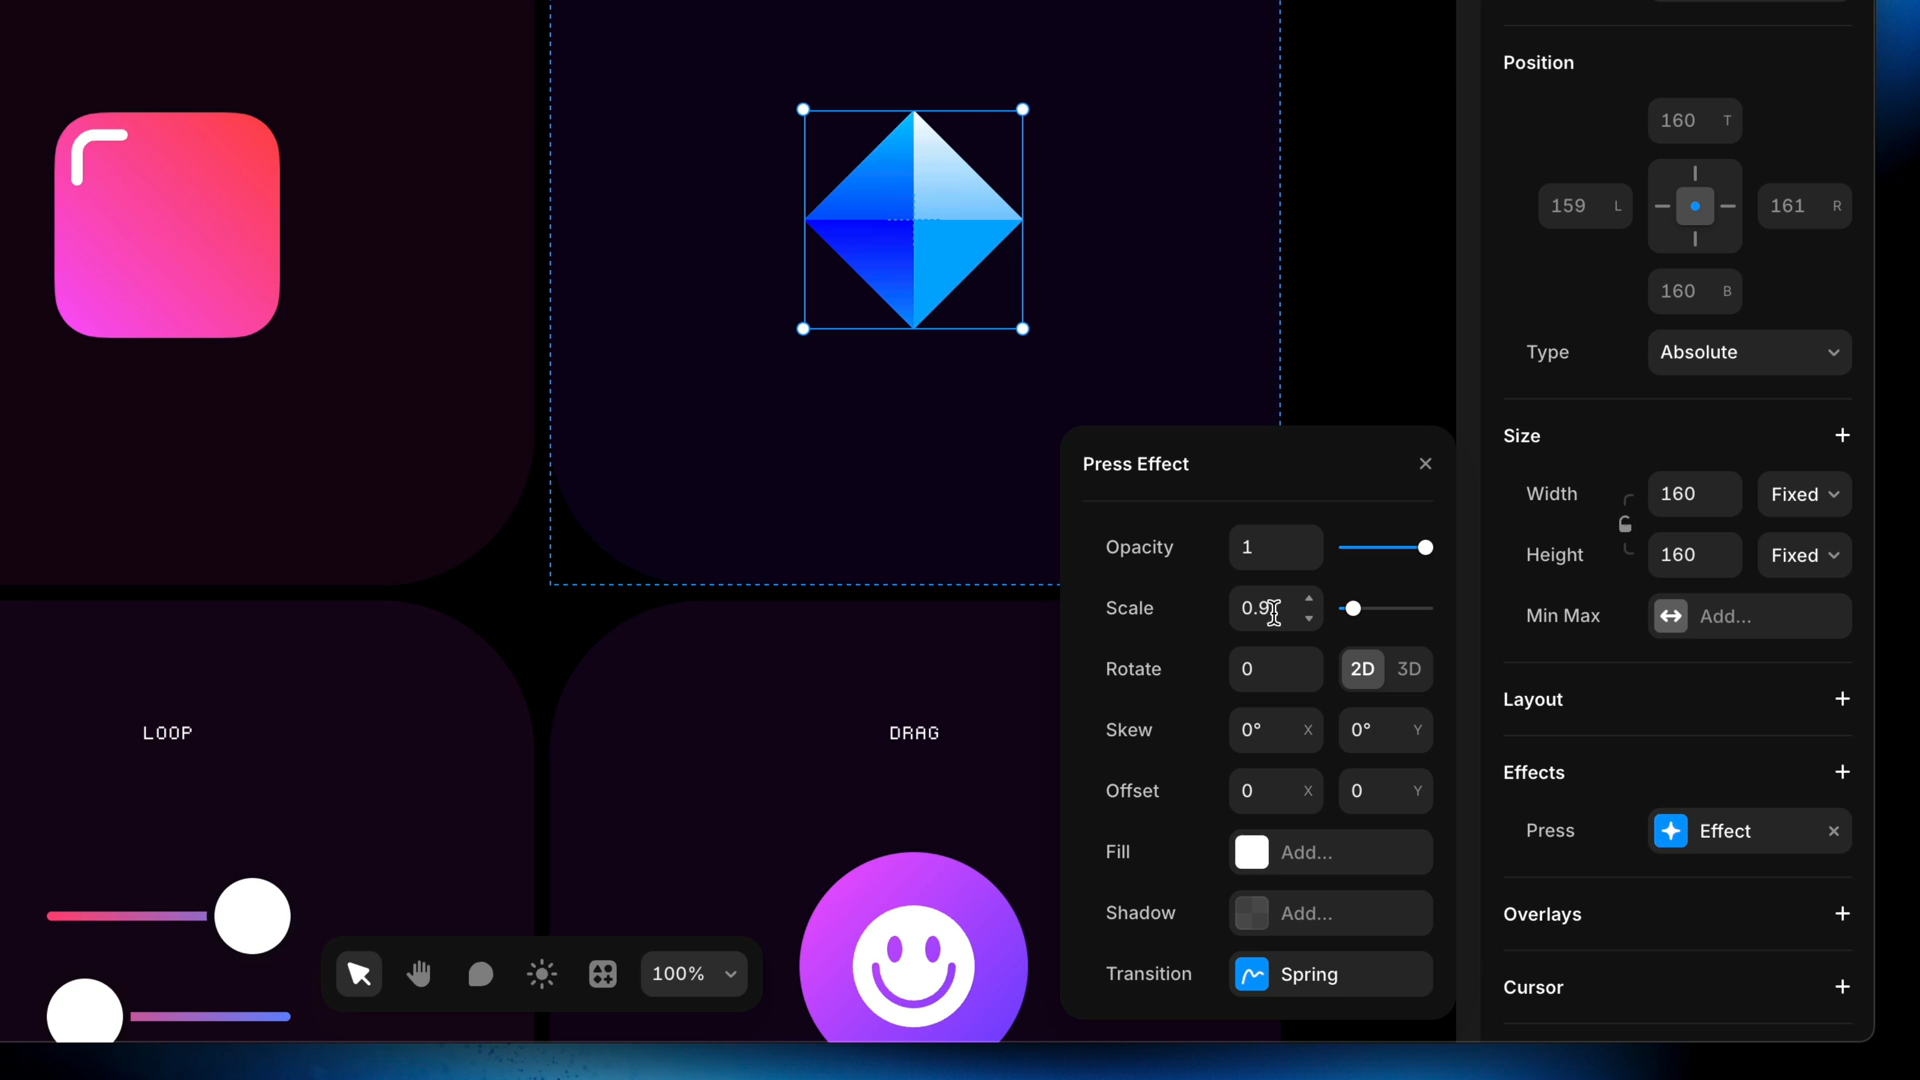 Position
160 T
159 L
161 R
160 B
Type Absolute
Size
Width 160 Fixed
Height 160 Fixed
Min Max Add...
Layout
Effects
Press Effect
Overlays
Cursor
Press Effect
Opacity 1
Scale 0.9
Rotate 0 2D 3D
Skew 0° X 0° Y
Offset 0 X 0 Y
Fill Add...
Shadow Add...
Transition Spring
LOOP
DRAG
100%